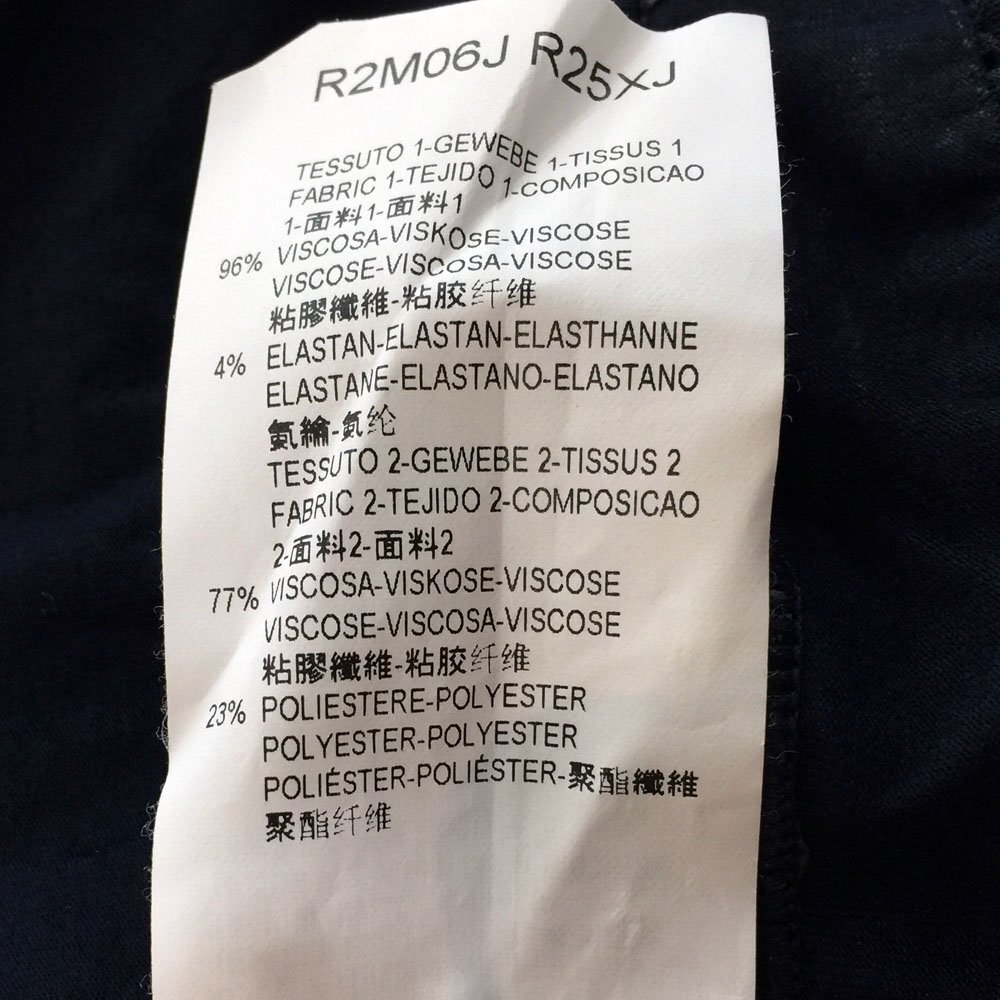 R2M06J R25XJ
TESSUTO 1-GEWEBE 1-TISSUS 1
FABRIC 1-TEJIDO 1-COMPOSICAO
1-面料1-面料1
96% VISCOSA-VISKOSE-VISCOSE
VISCOSE-VISCOSA-VISCOSE
粘膠纖維-粘胶纤维
4% ELASTAN-ELASTAN-ELASTHANNE
ELASTANE-ELASTANO-ELASTANO
氨綸-氨纶
TESSUTO 2-GEWEBE 2-TISSUS 2
FABRIC 2-TEJIDO 2-COMPOSICAO
2-面料2-面料2
77% VISCOSA-VISKOSE-VISCOSE
VISCOSE-VISCOSA-VISCOSE
粘膠纖維-粘胶纤维
23% POLIESTERE-POLYESTER
POLYESTER-POLYESTER
POLIÉSTER-POLIÉSTER-聚酯纖維
聚酯纤维